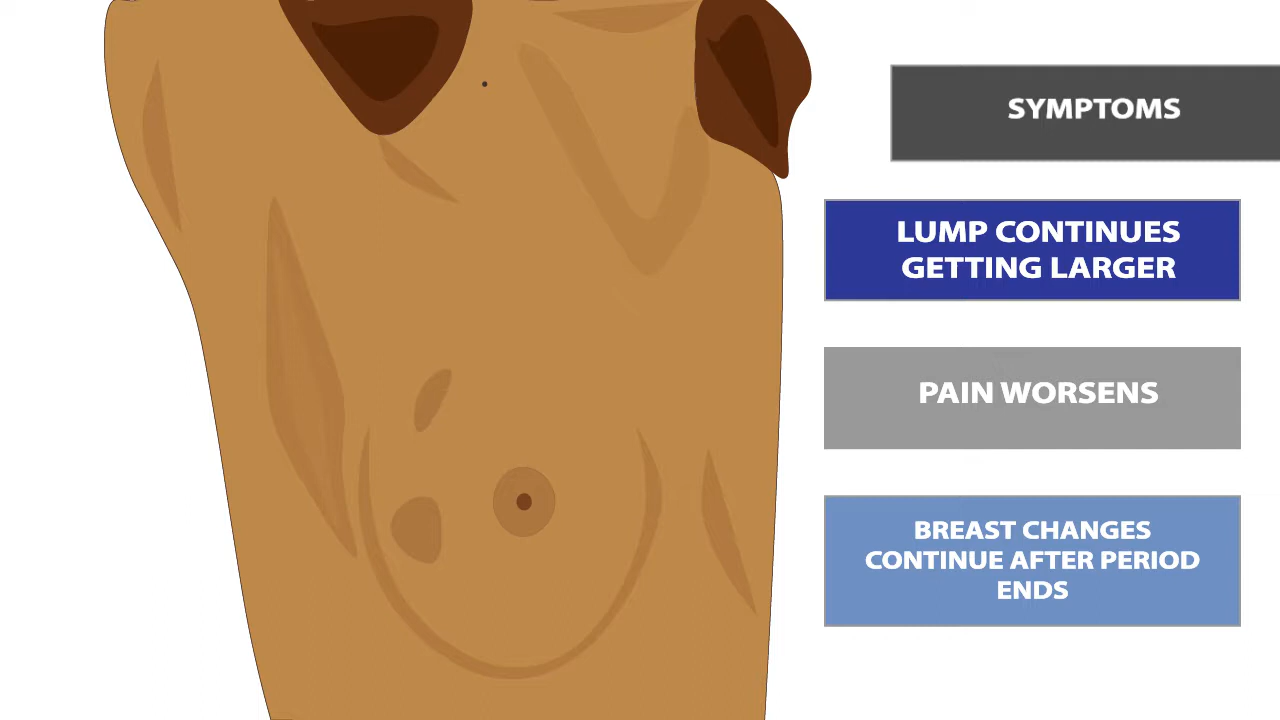 SYMPTOMS
LUMP CONTINUES
GETTING LARGER
PAIN WORSENS
BREAST CHANGES
CONTINUE AFTER PERIOD
ENDS